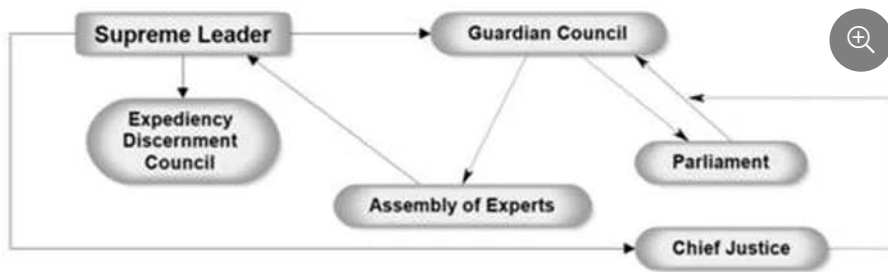 Supreme Leader
Guardian Council
Expediency
Discernment
Council
Parliament
Assembly of Experts
Chief Justice